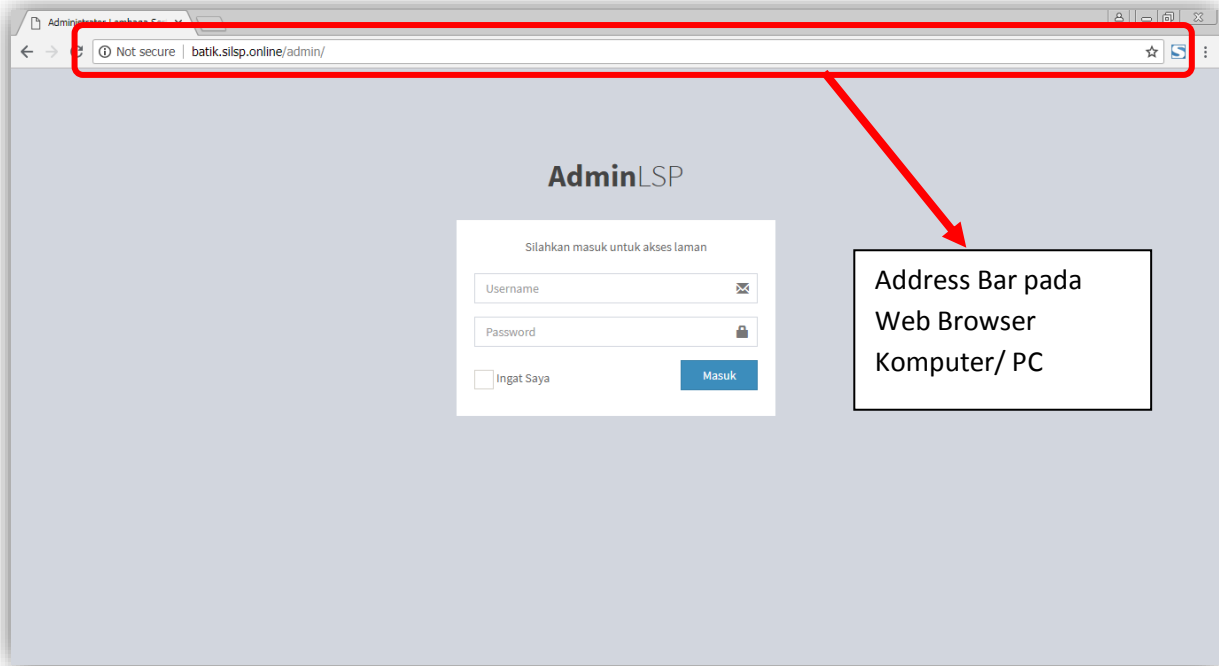 Administrator
Not secure | batik.silsp.online/admin/
AdminLSP
Silahkan masuk untuk akses laman
Username
Password
Ingat Saya
Masuk
Address Bar pada
Web Browser
Komputer/ PC